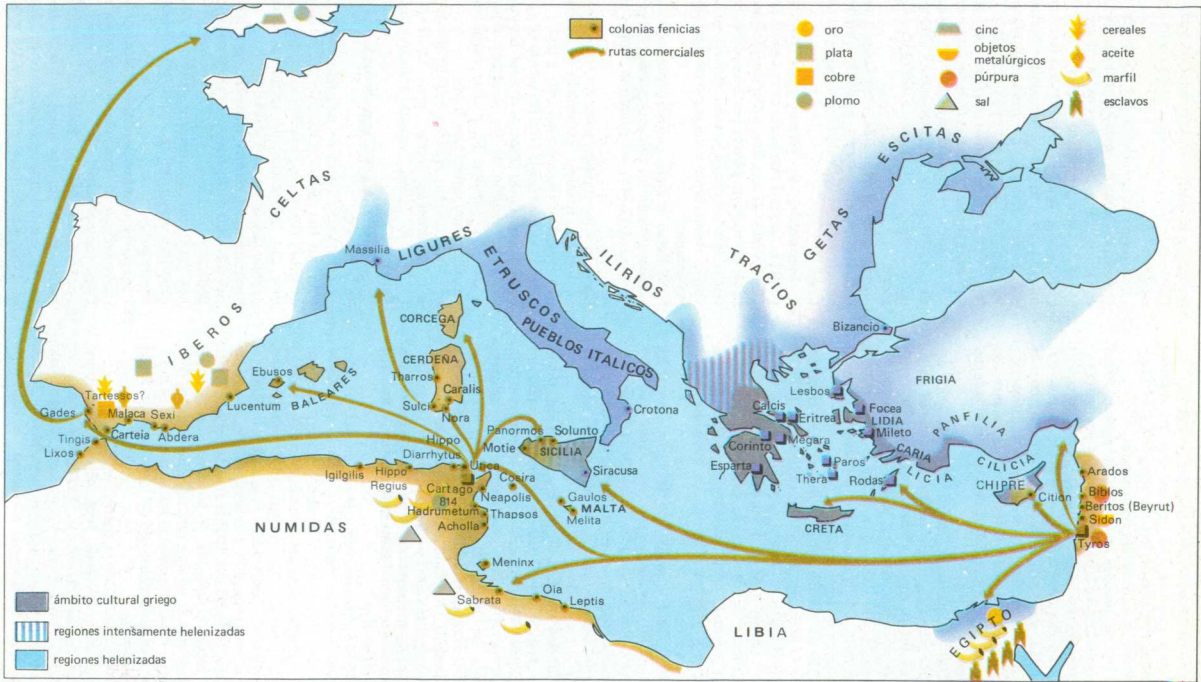 colonias fenicias
rutas comerciales
oro
plata
cobre
plomo
cinc
objetos
metalúrgicos
púrpura
sal
cereales
aceite
marfil
esclavos
ESCITAS
CELTAS
GETAS
Massilia
LIGURES
ETRUSCOS
ILIRIOS
TRACIOS
PUEBLOS ITALICOS
CORCEGA
Bizancio
IBEROS
CERDEÑA
Ebusos
BALEARES
Tharros
Caralis
Lesbos
FRIGIA
Tartessos?
Lucentum
Sulci
Nora
Crotona
Calcis
Eritrea
Focea
LIDIA
Gades
Malaca
Sexi
Carteia
Abdera
Panormos
Solunto
Corinto
Megara
Mileto
PANFILIA
Tingis
Lixos
Hippo
Diarrhytus
Motie
SICILIA
Utica
CARIA
CILICIA
Igilgilis
Hippo
Regius
Cosira
Siracusa
Esparta
Paros
Thera
Rodas
LICIA
CHIPRE
Arados
Cartago
814
Neapolis
Gaulos
MALTA
Melita
Citión
Biblos
Beritos (Beyrut)
Hadrumetum
Thapsos
Acholla
CRETA
Sidón
Tyros
NUMIDAS
Meninx
Sabrata
Oia
Leptis
LIBIA
EGIPTO
ámbito cultural griego
regiones intensamente helenizadas
regiones helenizadas